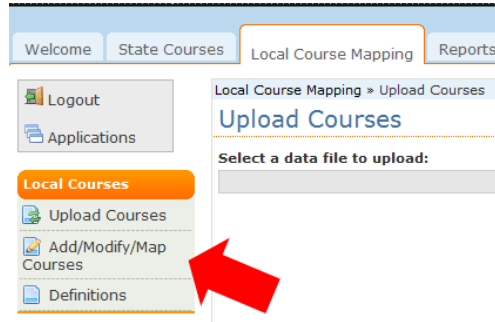 Welcome State Courses Local Course Mapping Reports
Logout
Applications
Local Course Mapping » Upload Courses
Upload Courses
Select a data file to upload:
Local Courses
Upload Courses
Add/Modify/Map
Courses
Definitions